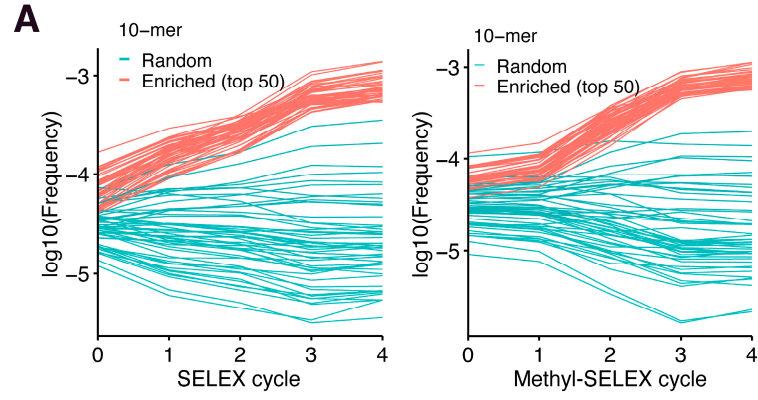 A
10-mer
Random
Enriched (top 50)
log10(Frequency)
−3
−4
−5
0 1 2 3 4
SELEX cycle
10-mer
Random
Enriched (top 50)
log10(Frequency)
−3
−4
−5
0 1 2 3 4
Methyl-SELEX cycle